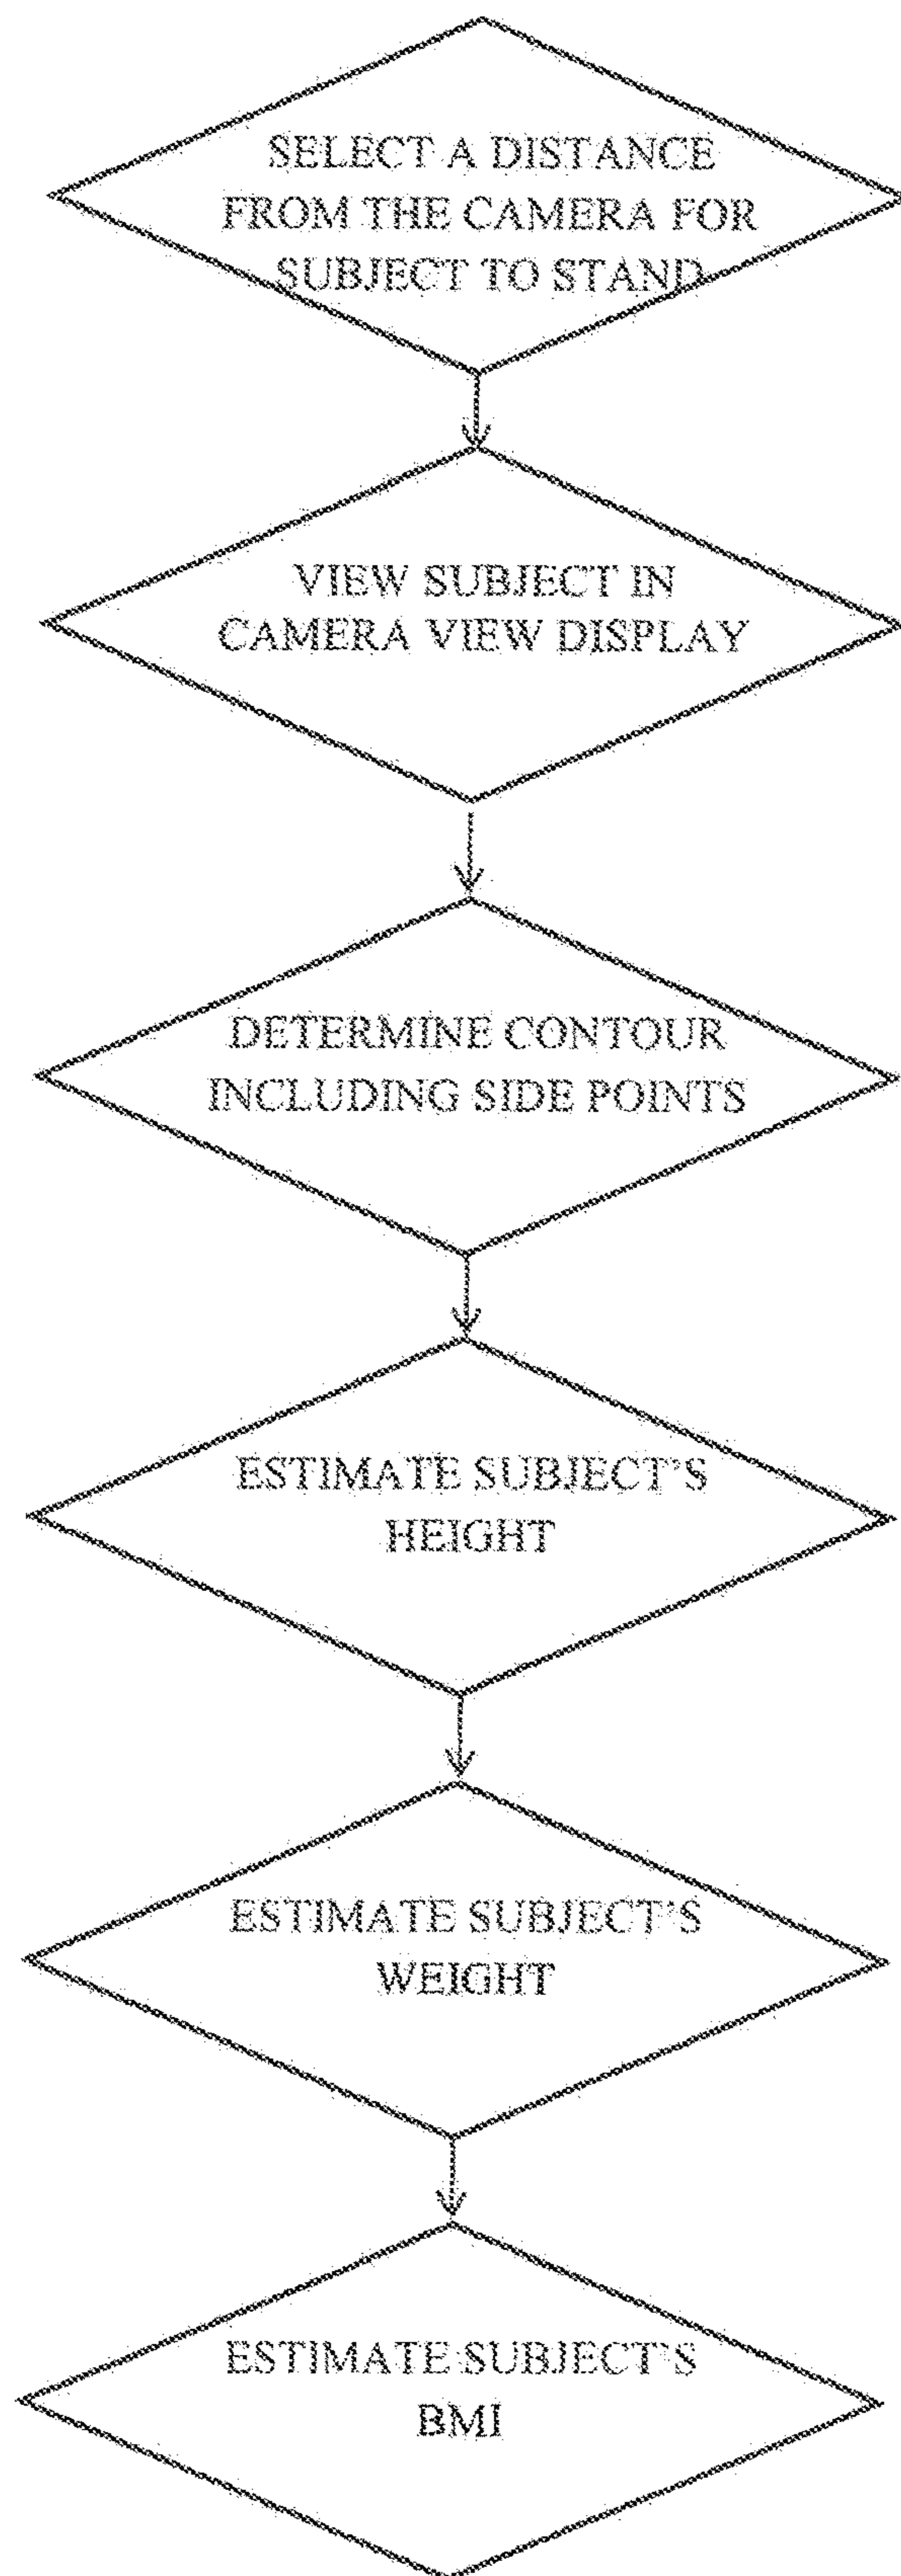 SELECT A DISTANCE
FROM THE CAMERA FOR
SUBJECT TO STAND
VIEW SUBJECT IN
CAMERA VIEW DISPLAY
DETERMINE CONTOUR
INCLUDING SIDE POINTS
ESTIMATE SUBJECT'S
HEIGHT
ESTIMATE SUBJECT'S
WEIGHT
ESTIMATE SUBJECT'S
BMI